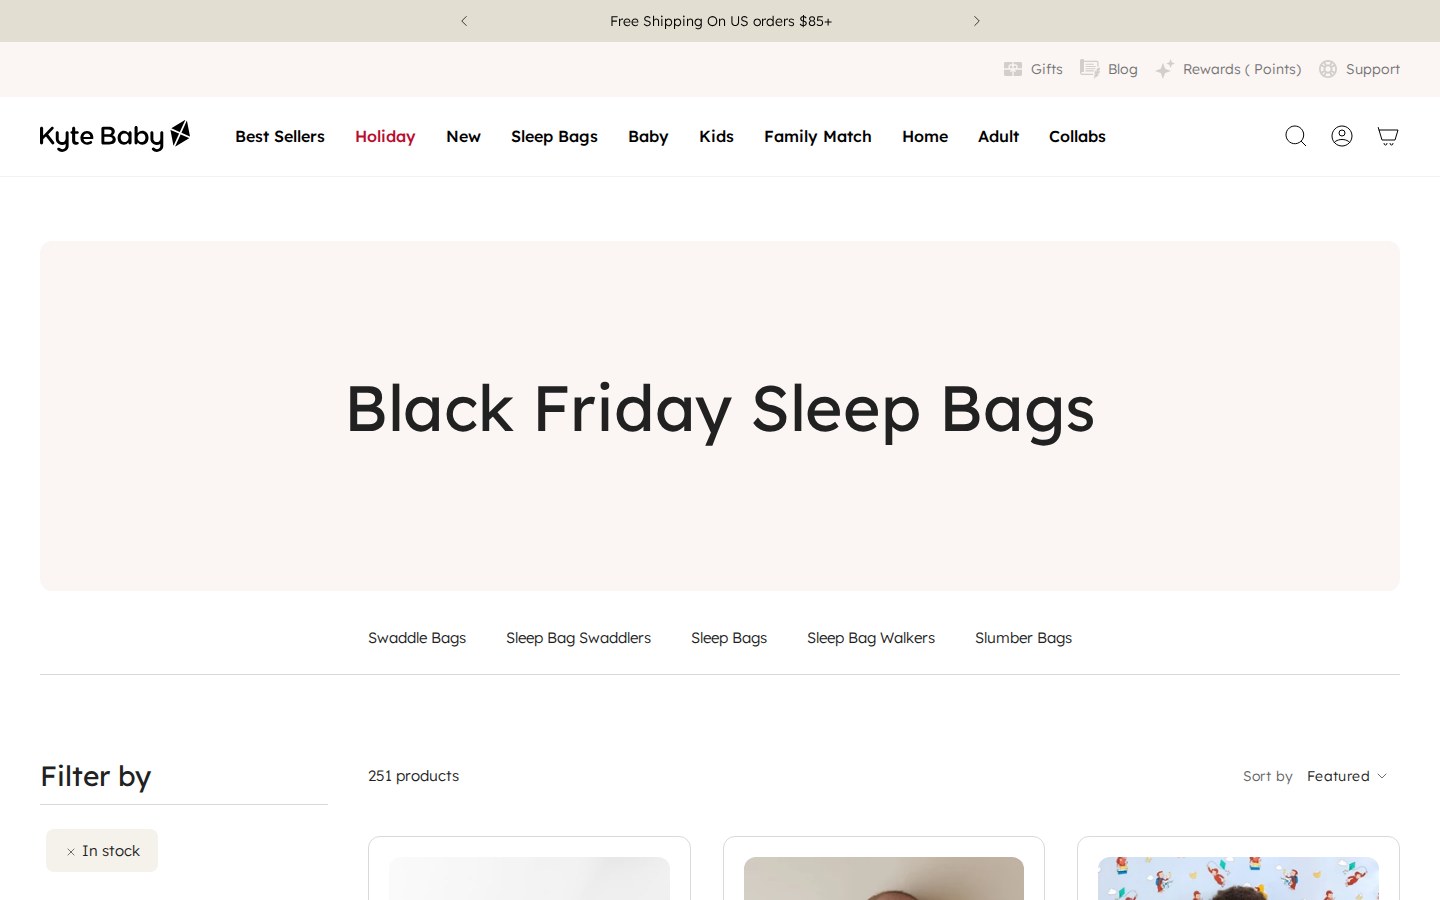 Free Shipping On US orders $85+
Gifts Blog Rewards ( Points) Support
Kyte Baby Best Sellers Holiday New Sleep Bags Baby Kids Family Match Home Adult Collabs
Black Friday Sleep Bags
Swaddle Bags Sleep Bag Swaddlers Sleep Bags Sleep Bag Walkers Slumber Bags
Filter by 251 products Sort by Featured
In stock